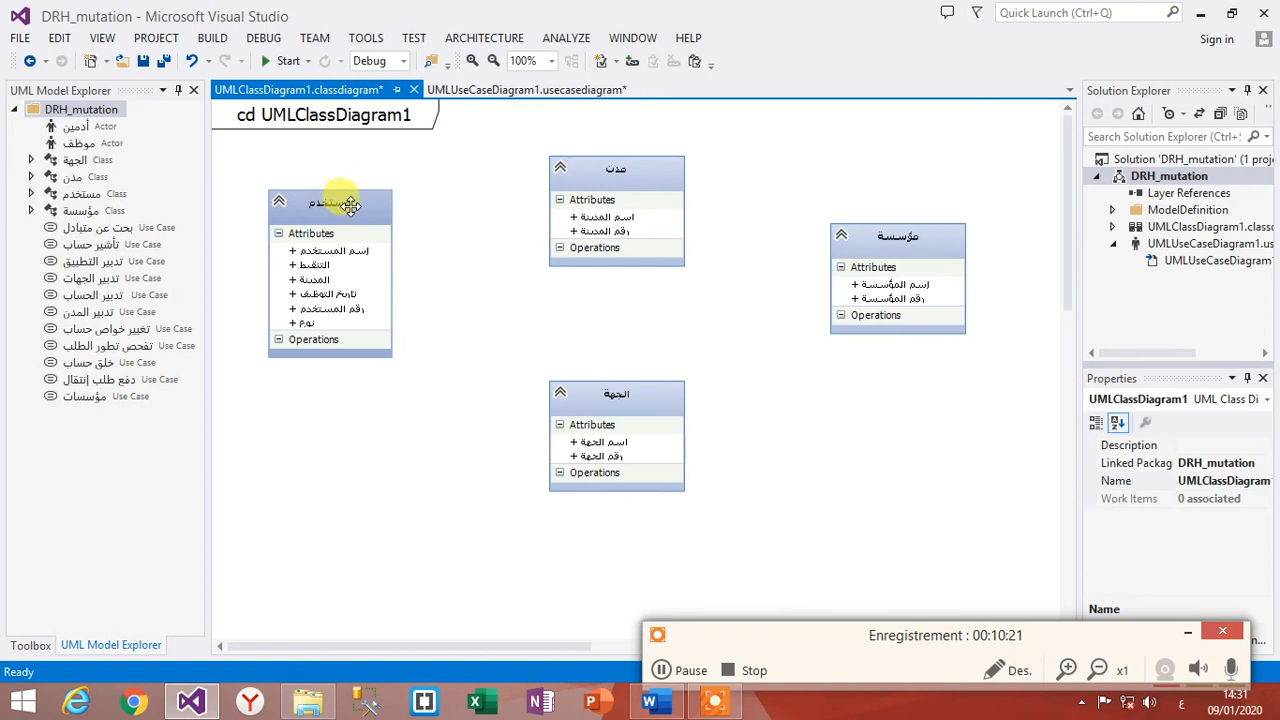 DRH_mutation - Microsoft Visual Studio
Quick Launch (Ctrl+Q)
FILE EDIT VIEW PROJECT BUILD DEBUG TEAM TOOLS TEST ARCHITECTURE ANALYZE WINDOW HELP
Sign in
Start Debug 100%
UML Model Explorer
DRH_mutation
أدمين Actor
موظف Actor
الجهة Class
مدن Class
مستخدم Class
مؤسسة Class
بحث عن متبادل Use Case
تأشير حساب Use Case
تدبير التطبيق Use Case
تدبير الجهات Use Case
تدبير الحساب Use Case
تدبير المدن Use Case
تغيير خواص حساب Use Case
تفحص تطور الطلب Use Case
خلق حساب Use Case
دفع طلب إنتقال Use Case
مؤسسات Use Case
Toolbox UML Model Explorer
UMLClassDiagram1.classdiagram* UMLUseCaseDiagram1.usecasediagram*
cd UMLClassDiagram1
Attributes
+ اسم المستخدم
+ التنقيط
+ المدينة
+ تاريخ التوظيف
+ رقم المستخدم
+ نوع
Operations
مدن
Attributes
+ اسم المدينة
+ رقم المدينة
Operations
مؤسسة
Attributes
+ إسم المؤسسة
+ رقم المؤسسة
Operations
الجهة
Attributes
+ اسم الجهة
+ رقم الجهة
Operations
Solution Explorer
Search Solution Explorer (Ctrl+
Solution 'DRH_mutation' (1 proj
DRH_mutation
Layer References
ModelDefinition
UMLClassDiagram1.class
UMLUseCaseDiagram1.us
UMLUseCaseDiagram
Properties
UMLClassDiagram1 UML Class Di
Description
Linked Packag DRH_mutation
Name UMLClassDiagram
Work Items 0 associated
Name
Enregistrement : 00:10:21
Pause Stop Des. x1
Ready
14:31
09/01/2020
ع